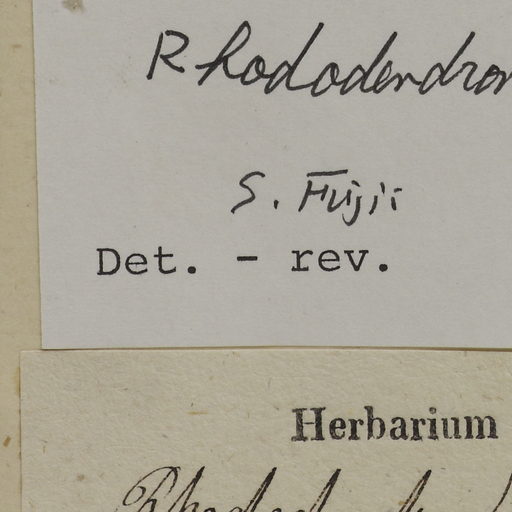 Rhododendron
S. Fujii
Det. - rev.
Herbarium